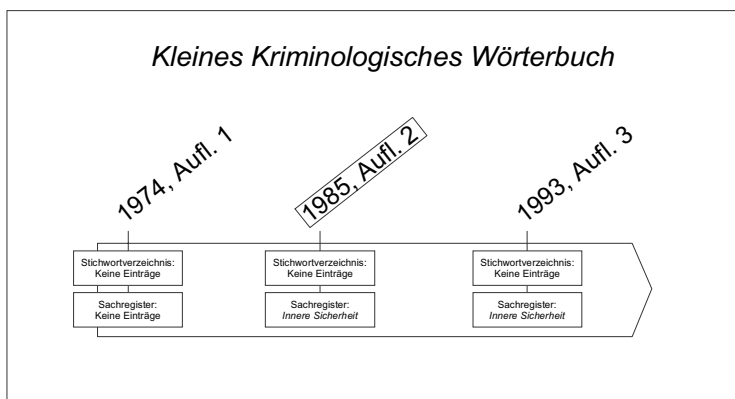 Kleines Kriminologisches Wörterbuch
1974, Aufl. 1
1985, Aufl. 2
1993, Aufl. 3
Stichwortverzeichnis:
Keine Einträge
Stichwortverzeichnis:
Keine Einträge
Stichwortverzeichnis:
Keine Einträge
Sachregister:
Keine Einträge
Sachregister:
Innere Sicherheit
Sachregister:
Innere Sicherheit